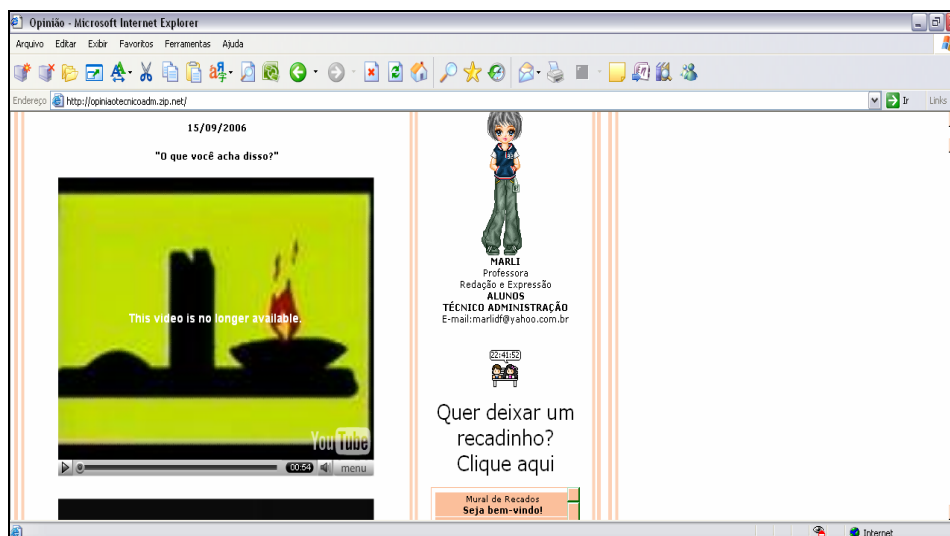 Opinião - Microsoft Internet Explorer
Arquivo Editar Exibir Favoritos Ferramentas Ajuda
Endereço http://opiniaotecnicoadm.zip.net/ Ir Links
15/09/2006
"O que você acha disso?"
This video is no longer available.
You Tube
00:54 menu
MARLI
Professora
Redação e Expressão
ALUNOS
TÉCNICO ADMINISTRAÇÃO
E-mail:marlidf@yahoo.com.br
22:41:52
Quer deixar um
recadinho?
Clique aqui
Mural de Recados
Seja bem-vindo!
Internet